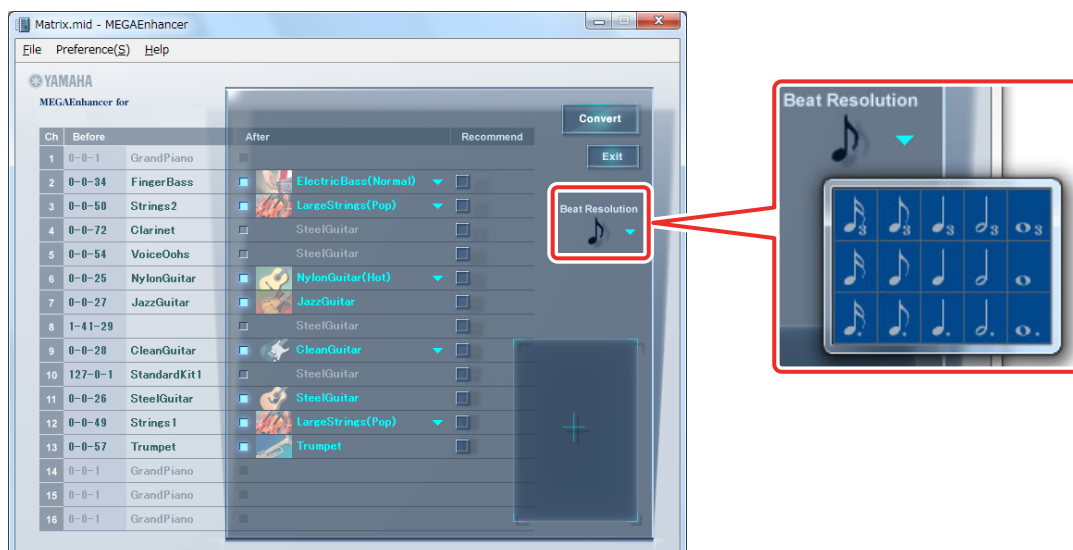 Matrix.mid - MEGAEnhancer
File Preference(S) Help
YAMAHA
MEGAEnhancer for
Convert
Exit
Beat Resolution
Ch Before After Recommend
1 0-0-1 GrandPiano
2 0-0-34 FingerBass ElectricBass(Normal)
3 0-0-50 Strings2 LargeStrings(Pop)
4 0-0-72 Clarinet SteelGuitar
5 0-0-54 VoiceOohs SteelGuitar
6 0-0-25 NylonGuitar NylonGuitar(Hot)
7 0-0-27 JazzGuitar JazzGuitar
8 1-41-29 SteelGuitar
9 0-0-28 CleanGuitar CleanGuitar
10 127-0-1 StandardKit1 SteelGuitar
11 0-0-26 SteelGuitar SteelGuitar
12 0-0-49 Strings1 LargeStrings(Pop)
13 0-0-57 Trumpet Trumpet
14 0-0-1 GrandPiano
15 0-0-1 GrandPiano
16 0-0-1 GrandPiano
Beat Resolution
3 3 3 3 3